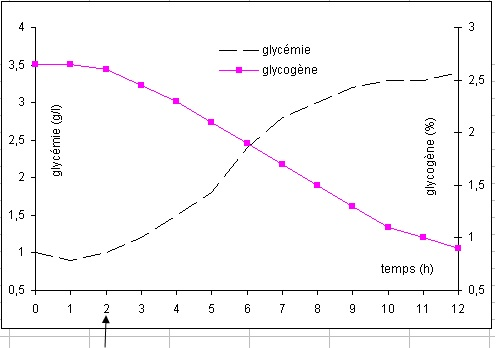 glycémie
glycogène
4
3,5
3
2,5
2
1,5
1
0,5
glycémie (g/l)
3
2,5
2
1,5
1
0,5
glycogène (%)
temps (h)
0 1 2 3 4 5 6 7 8 9 10 11 12